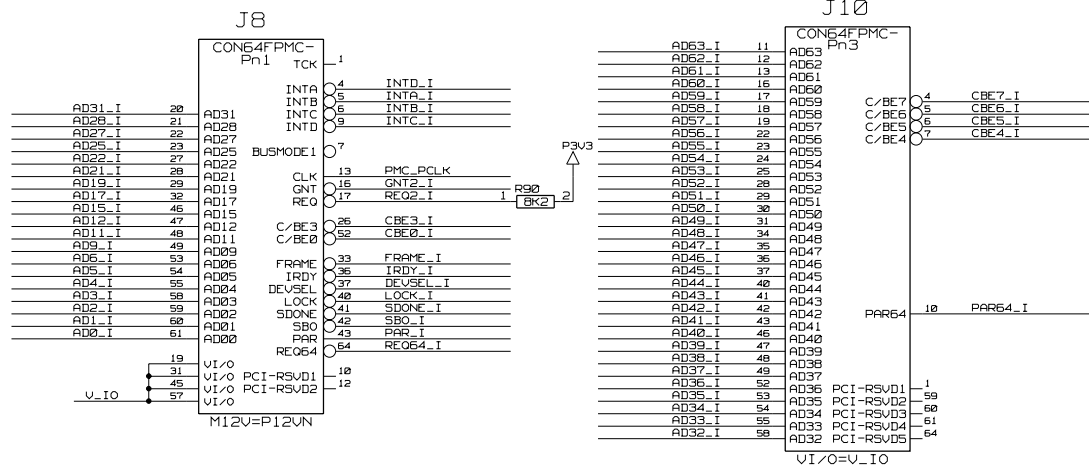 J8
CON64FPMC-
Pn1
TCK 1
INTA 4 INTD_I
INTB 5 INTA_I
INTC 6 INTB_I
INTD 9 INTC_I
BUSMODE1 7
CLK 13 PMC_PCLK
GNT 16 GNT2_I
REQ 17 REQ2_I
1 R90 2
8K2
P3V3
C/BE3 26 CBE3_I
C/BE0 52 CBE0_I
FRAME 33 FRAME_I
IRDY 36 IRDY_I
DEVSEL 37 DEVSEL_I
LOCK 40 LOCK_I
SDONE 41 SDONE_I
SBO 42 SBO_I
PAR 43 PAR_I
REQ64 64 REQ64_I
PCI-RSVD1 10
PCI-RSVD2 12
AD31_I 20 AD31
AD28_I 21 AD28
AD27_I 22 AD27
AD25_I 23 AD25
AD22_I 27 AD22
AD21_I 28 AD21
AD19_I 29 AD19
AD17_I 32 AD17
AD15_I 46 AD15
AD12_I 47 AD12
AD11_I 48 AD11
AD9_I 49 AD09
AD6_I 53 AD06
AD5_I 54 AD05
AD4_I 55 AD04
AD3_I 58 AD03
AD2_I 59 AD02
AD1_I 60 AD01
AD0_I 61 AD00
19 VI/O
31 VI/O
45 VI/O
V_IO 57 VI/O
M12V=P12VN
J10
CON64FPMC-
Pn3
AD63_I 11 AD63
AD62_I 12 AD62
AD61_I 13 AD61
AD60_I 16 AD60
AD59_I 17 AD59
AD58_I 18 AD58
AD57_I 19 AD57
AD56_I 22 AD56
AD55_I 23 AD55
AD54_I 24 AD54
AD53_I 25 AD53
AD52_I 28 AD52
AD51_I 29 AD51
AD50_I 30 AD50
AD49_I 31 AD49
AD48_I 34 AD48
AD47_I 35 AD47
AD46_I 36 AD46
AD45_I 37 AD45
AD44_I 40 AD44
AD43_I 41 AD43
AD42_I 42 AD42
AD41_I 43 AD41
AD40_I 46 AD40
AD39_I 47 AD39
AD38_I 48 AD38
AD37_I 49 AD37
AD36_I 52 AD36
AD35_I 53 AD35
AD34_I 54 AD34
AD33_I 55 AD33
AD32_I 58 AD32
C/BE7 4 CBE7_I
C/BE6 5 CBE6_I
C/BE5 6 CBE5_I
C/BE4 7 CBE4_I
PAR64 10 PAR64_I
PCI-RSVD1 1
PCI-RSVD2 59
PCI-RSVD3 60
PCI-RSVD4 61
PCI-RSVD5 64
VI/O=V_IO